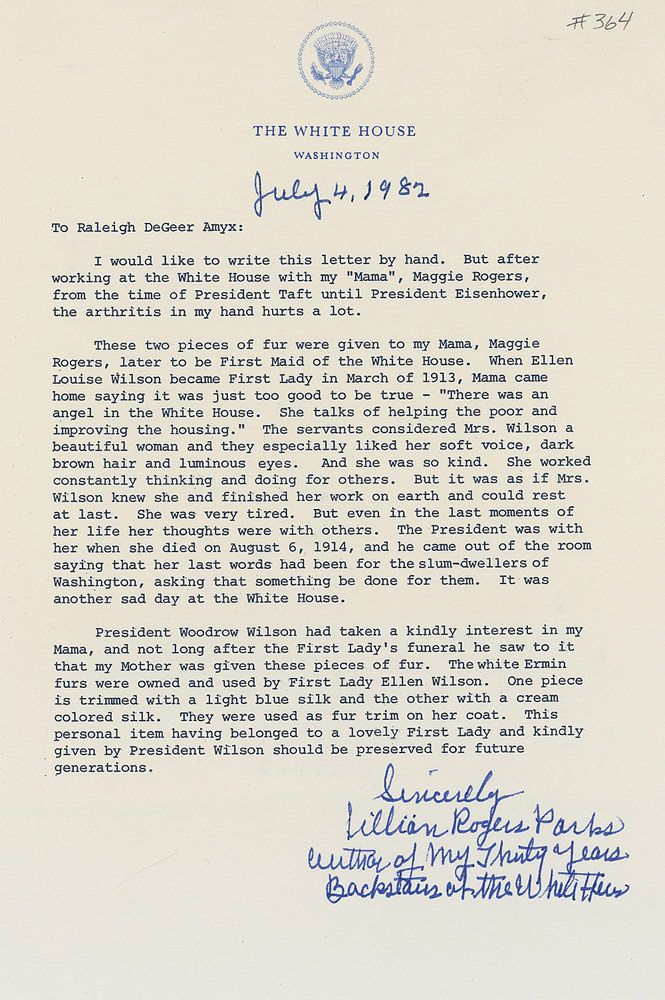 #364
THE WHITE HOUSE
WASHINGTON
July 4, 1982
To Raleigh DeGeer Amyx:
I would like to write this letter by hand. But after
working at the White House with my "Mama", Maggie Rogers,
from the time of President Taft until President Eisenhower,
the arthritis in my hand hurts a lot.
These two pieces of fur were given to my Mama, Maggie
Rogers, later to be First Maid of the White House. When Ellen
Louise Wilson became First Lady in March of 1913, Mama came
home saying it was just too good to be true - "There was an
angel in the White House. She talks of helping the poor and
improving the housing." The servants considered Mrs. Wilson a
beautiful woman and they especially liked her soft voice, dark
brown hair and luminous eyes. And she was so kind. She worked
constantly thinking and doing for others. But it was as if Mrs.
Wilson knew she and finished her work on earth and could rest
at last. She was very tired. But even in the last moments of
her life her thoughts were with others. The President was with
her when she died on August 6, 1914, and he came out of the room
saying that her last words had been for the slum-dwellers of
Washington, asking that something be done for them. It was
another sad day at the White House.
President Woodrow Wilson had taken a kindly interest in my
Mama, and not long after the First Lady's funeral he saw to it
that my Mother was given these pieces of fur. The white Ermin
furs were owned and used by First Lady Ellen Wilson. One piece
is trimmed with a light blue silk and the other with a cream
colored silk. They were used as fur trim on her coat. This
personal item having belonged to a lovely First Lady and kindly
given by President Wilson should be preserved for future
generations.
Sincerely
Lillian Rogers Parks
Author of My Thirty Years
Backstairs at the White House